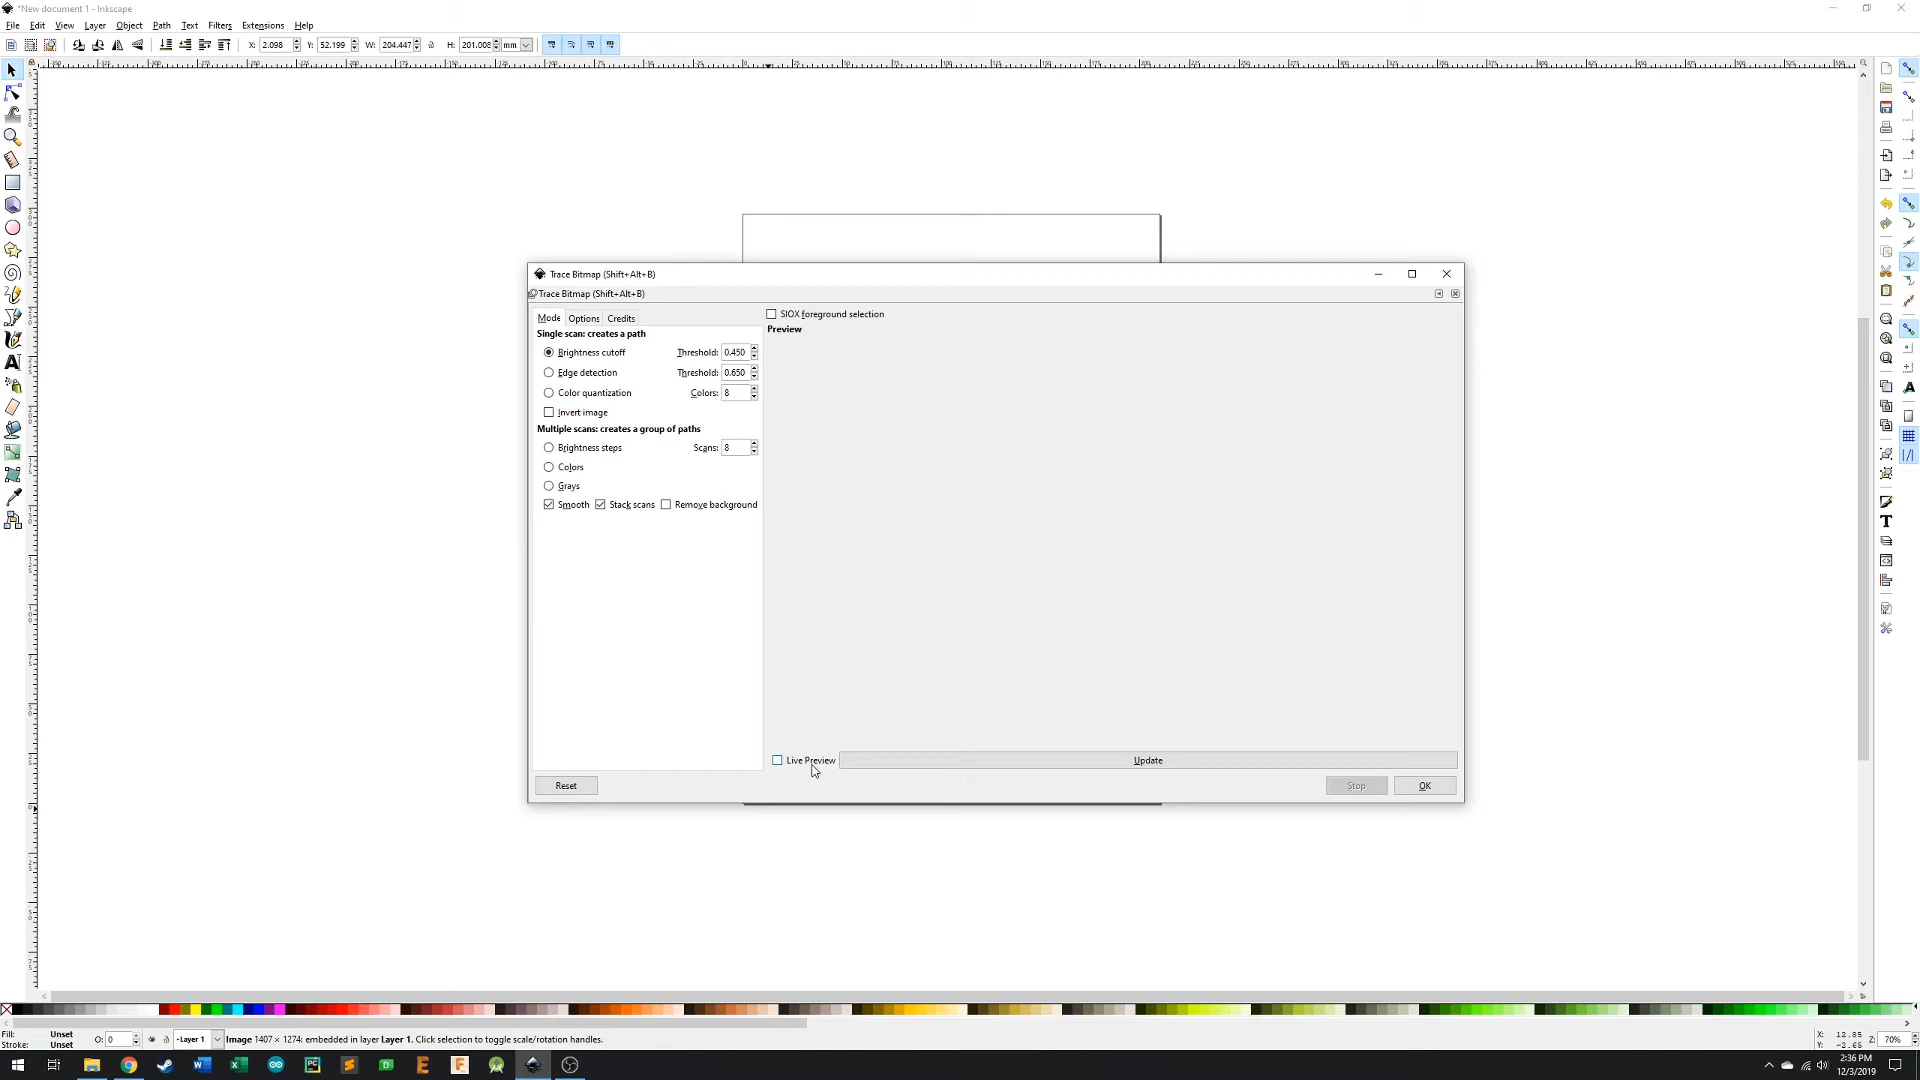 *New document 1 - Inkscape
File Edit View Layer Object Path Text Filters Extensions Help
X: 2.098 Y: 52.199 W: 204.447 H: 201.008 mm
Trace Bitmap (Shift+Alt+B)
Trace Bitmap (Shift+Alt+B)
Mode Options Credits
SIOX foreground selection
Preview
Single scan: creates a path
Brightness cutoff Threshold: 0.450
Edge detection Threshold: 0.650
Color quantization Colors: 8
Invert image
Multiple scans: creates a group of paths
Brightness steps Scans: 8
Colors
Grays
Smooth Stack scans Remove background
Live Preview Update
Reset Stop OK
Fill: Unset O: 0 -Layer 1 Image 1407 × 1274: embedded in layer Layer 1. Click selection to toggle scale/rotation handles. X: 12.85 Z: 70%
Stroke: Unset Y: -2.65
2:36 PM
12/3/2019